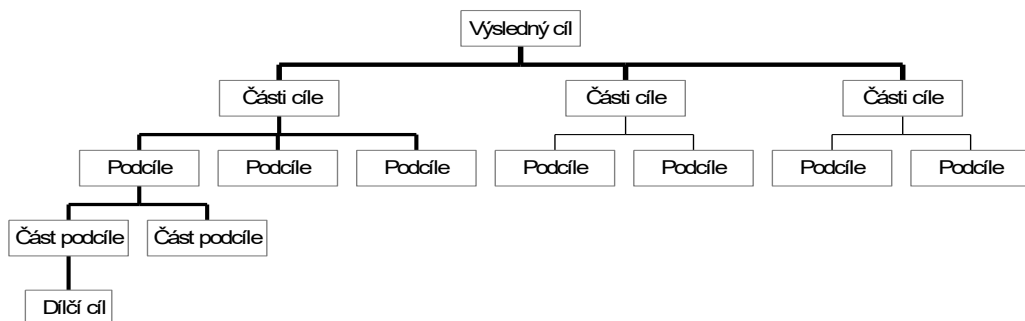 Výsledný cíl
Části cíle
Části cíle
Části cíle
Podcíle
Podcíle
Podcíle
Podcíle
Podcíle
Podcíle
Podcíle
Část podcíle
Část podcíle
Dílčí cíl